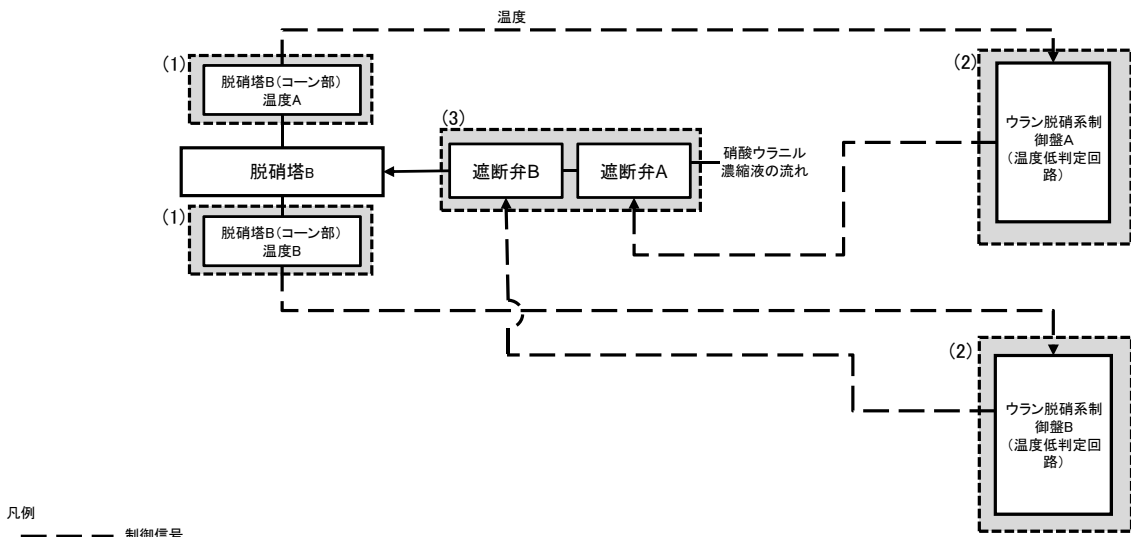 温度
(1)
脱硝塔B(コーン部)
温度A
(2)
ウラン脱硝系制
御盤A
(温度低判定回
路)
(3)
遮断弁B
遮断弁A
硝酸ウラニル
濃縮液の流れ
脱硝塔B
(1)
脱硝塔B(コーン部)
温度B
(2)
ウラン脱硝系制
御盤B
(温度低判定回
路)
凡例
制御信号